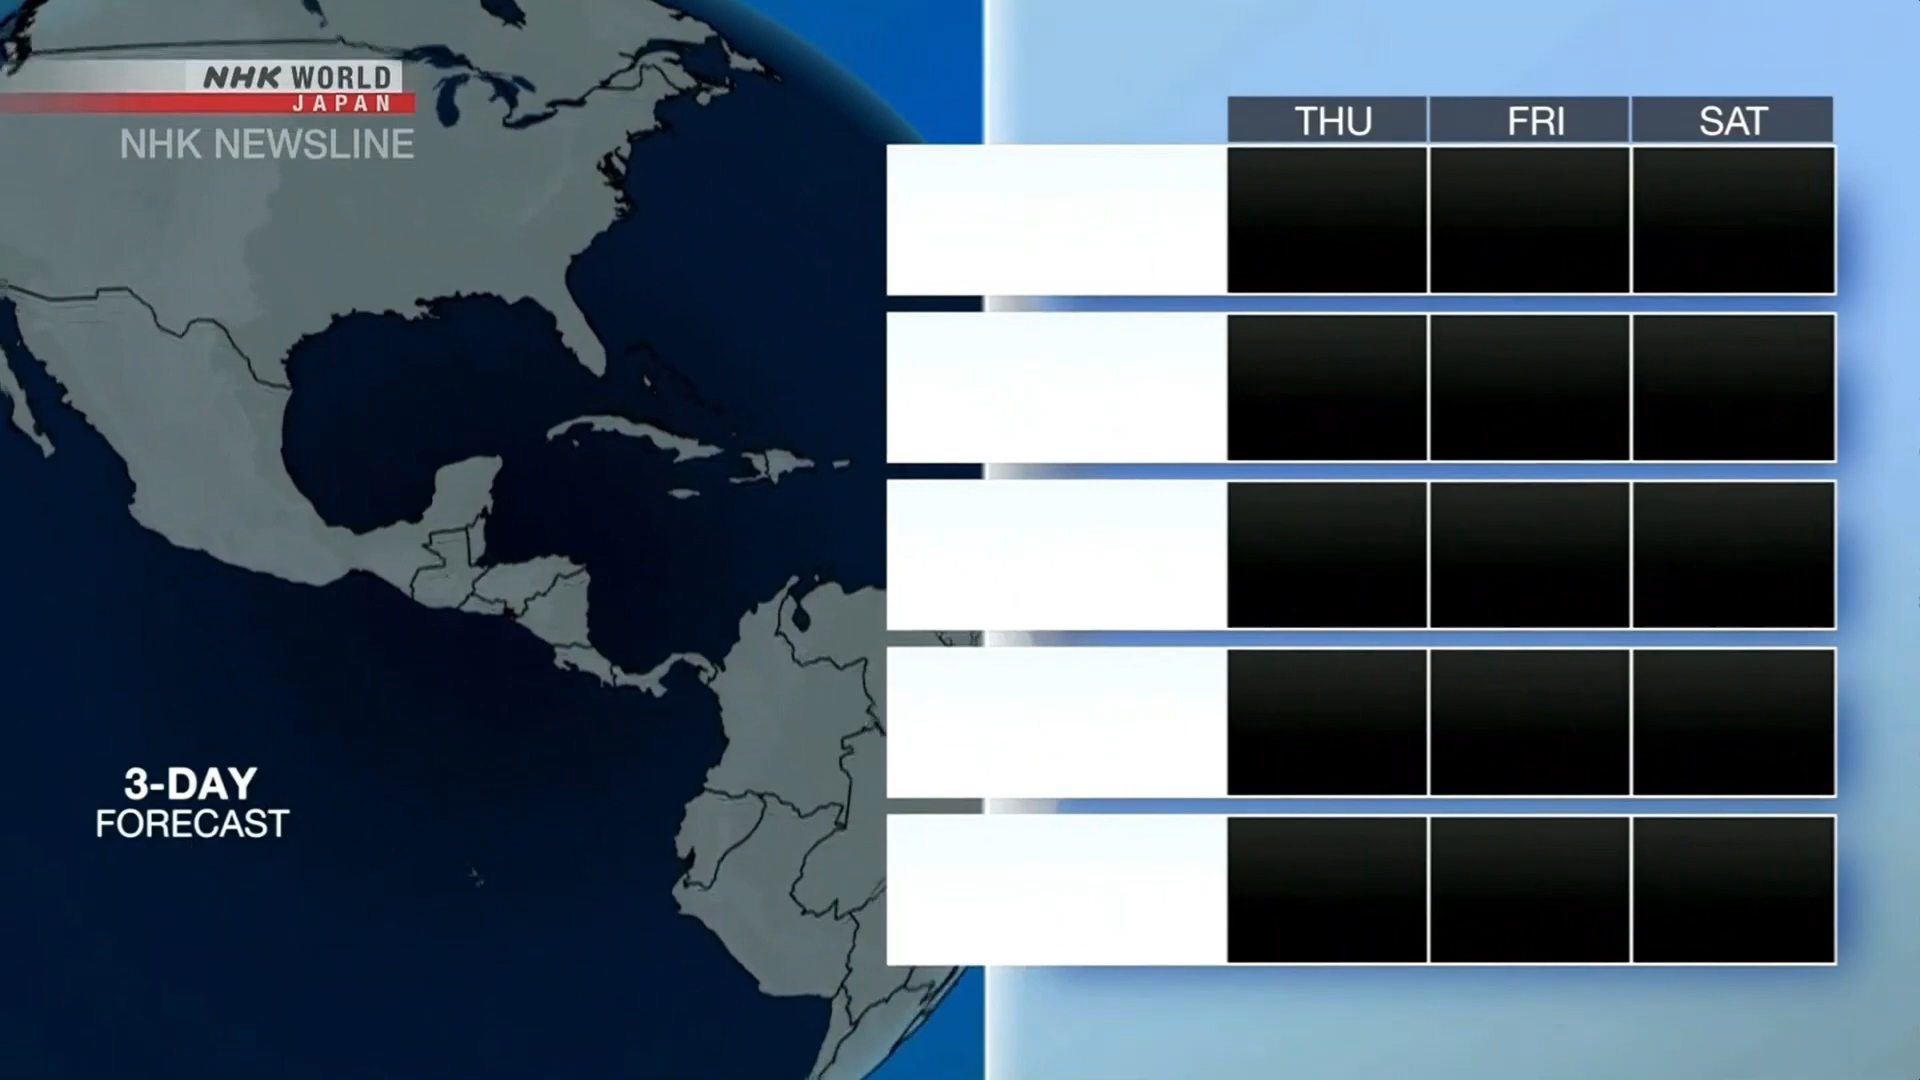 NHK WORLD
JAPAN
NHK NEWSLINE
THU FRI SAT
3-DAY
FORECAST